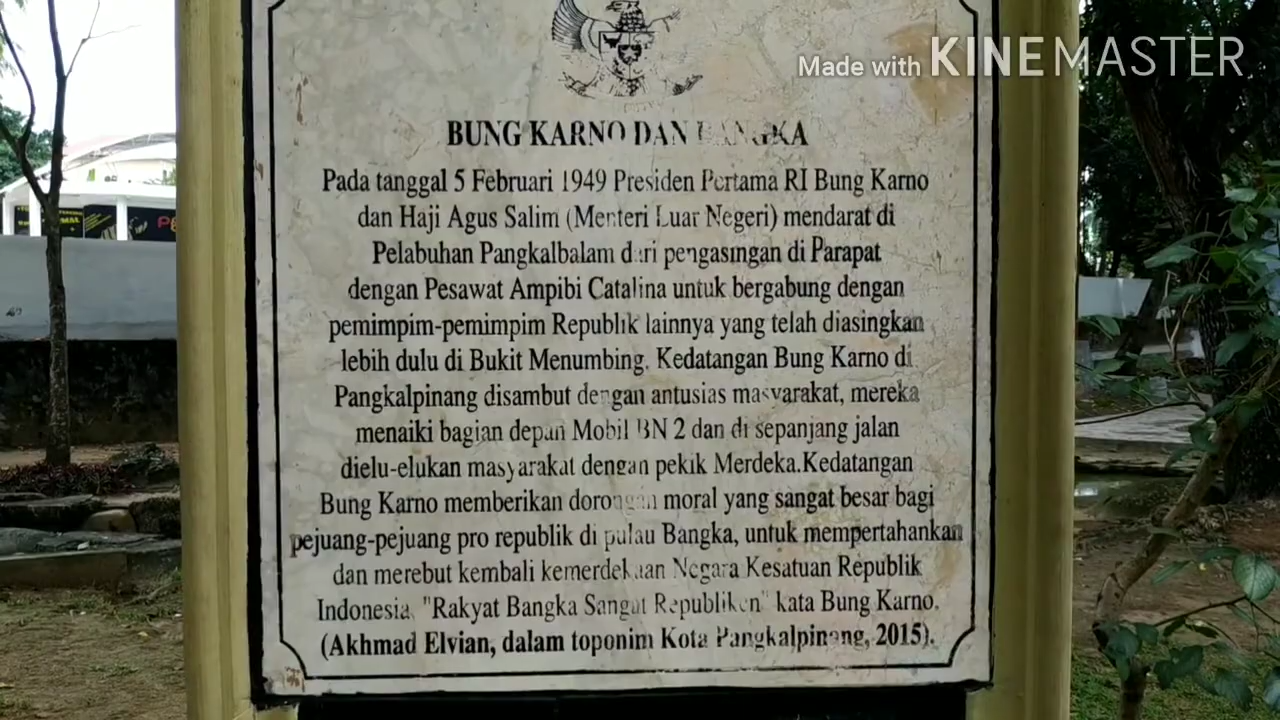 Made with KINEMASTER
BUNG KARNO DAN BANGKA
Pada tanggal 5 Februari 1949 Presiden Pertama RI Bung Karno
dan Haji Agus Salim (Menteri Luar Negeri) mendarat di
Pelabuhan Pangkalbalam dari pengasingan di Parapat
dengan Pesawat Ampibi Catalina untuk bergabung dengan
pemimpim-pemimpim Republik lainnya yang telah diasingkan
lebih dulu di Bukit Menumbing. Kedatangan Bung Karno di
Pangkalpinang disambut dengan antusias masyarakat, mereka
menaiki bagian depan Mobil BN 2 dan di sepanjang jalan
dielu-elukan masyarakat dengan pekik Merdeka.Kedatangan
Bung Karno memberikan dorongan moral yang sangat besar bagi
pejuang-pejuang pro republik di pulau Bangka, untuk mempertahankan
dan merebut kembali kemerdekaan Negara Kesatuan Republik
Indonesia. "Rakyat Bangka Sangat Republiken" kata Bung Karno.
(Akhmad Elvian, dalam toponim Kota Pangkalpinang, 2015).